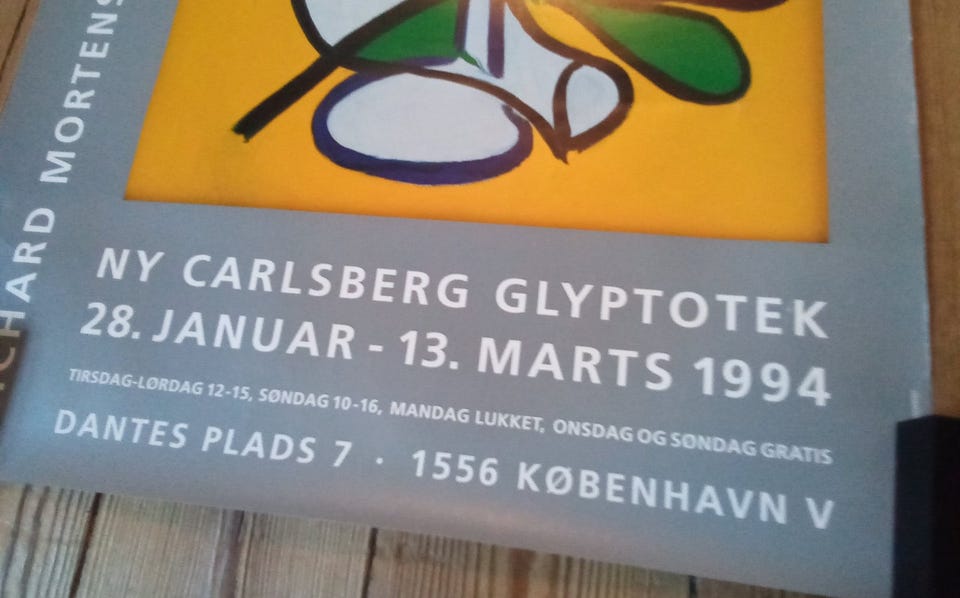 CHARD MORTENS
NY CARLSBERG GLYPTOTEK
28. JANUAR - 13. MARTS 1994
TIRSDAG-LØRDAG 12-15, SØNDAG 10-16, MANDAG LUKKET, ONSDAG OG SØNDAG GRATIS
DANTES PLADS 7 · 1556 KØBENHAVN V